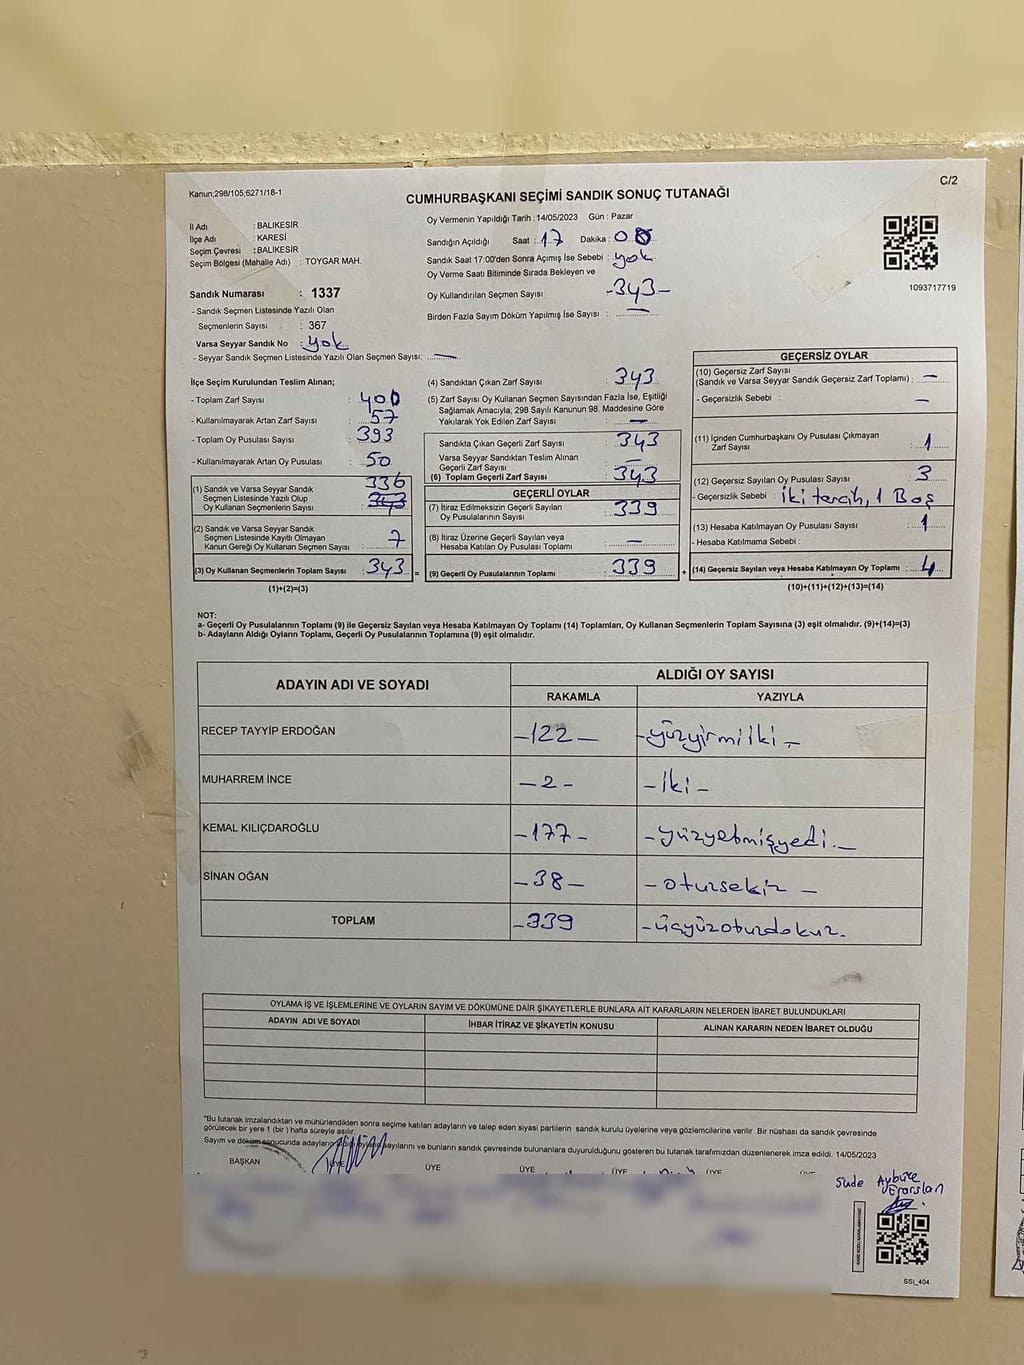 Kanun;298/105;6271/18-1
C/2
CUMHURBAŞKANI SEÇİMİ SANDIK SONUÇ TUTANAĞI
İl Adı : BALIKESİR
İlçe Adı : KARESİ
Seçim Çevresi : BALIKESİR
Seçim Bölgesi (Mahalle Adı) : TOYGAR MAH.
Sandık Numarası : 1337
- Sandık Seçmen Listesinde Yazılı Olan
Seçmenlerin Sayısı : 367
Varsa Seyyar Sandık No : yok
- Seyyar Sandık Seçmen Listesinde Yazılı Olan Seçmen Sayısı: —
Oy Vermenin Yapıldığı Tarih : 14/05/2023 Gün : Pazar
Sandığın Açıldığı Saat : 17 Dakika : 08
Sandık Saat 17:00'den Sonra Açımış İse Sebebi : yok
Oy Verme Saati Bitiminde Sırada Bekleyen ve
Oy Kullandırılan Seçmen Sayısı -343-
Birden Fazla Sayım Döküm Yapılmış İse Sayısı : —
1093717719
İlçe Seçim Kurulundan Teslim Alınan;
- Toplam Zarf Sayısı : 400
- Kullanılmayarak Artan Zarf Sayısı : 57
- Toplam Oy Pusulası Sayısı : 393
- Kullanılmayarak Artan Oy Pusulası : 50
(1) Sandık ve Varsa Seyyar Sandık 336
Seçmen Listesinde Yazılı Olup
Oy Kullanan Seçmenlerin Sayısı : 343
(2) Sandık ve Varsa Seyyar Sandık
Seçmen Listesinde Kayıtlı Olmayan
Kanun Gereği Oy Kullanan Seçmen Sayısı : 7
(3) Oy Kullanan Seçmenlerin Toplam Sayısı : 343 =
(1)+(2)=(3)
(4) Sandıktan Çıkan Zarf Sayısı : 343
(5) Zarf Sayısı Oy Kullanan Seçmen Sayısından Fazla İse, Eşitliği
Sağlamak Amacıyla, 298 Sayılı Kanunun 98. Maddesine Göre
Yakılarak Yok Edilen Zarf Sayısı : —
Sandıkta Çıkan Geçerli Zarf Sayısı : 343
Varsa Seyyar Sandıktan Teslim Alınan
Geçerli Zarf Sayısı : —
(6) Toplam Geçerli Zarf Sayısı : 343
GEÇERLİ OYLAR
(7) İtiraz Edilmeksizin Geçerli Sayılan
Oy Pusulalarının Sayısı : 339
(8) İtiraz Üzerine Geçerli Sayılan veya
Hesaba Katılan Oy Pusulası Toplamı : —
(9) Geçerli Oy Pusulalarının Toplamı : 339 +
GEÇERSİZ OYLAR
(10) Geçersiz Zarf Sayısı
(Sandık ve Varsa Seyyar Sandık Geçersiz Zarf Toplamı) : —
- Geçersizlik Sebebi : —
(11) İçinden Cumhurbaşkanı Oy Pusulası Çıkmayan
Zarf Sayısı : 1
(12) Geçersiz Sayılan Oy Pusulası Sayısı : 3
- Geçersizlik Sebebi : iki tercih, 1 Boş
(13) Hesaba Katılmayan Oy Pusulası Sayısı : 1
- Hesaba Katılmama Sebebi :
(14) Geçersiz Sayılan veya Hesaba Katılmayan Oy Toplamı : 4
(10)+(11)+(12)+(13)=(14)
NOT:
a- Geçerli Oy Pusulalarının Toplamı (9) ile Geçersiz Sayılan veya Hesaba Katılmayan Oy Toplamı (14) Toplamları, Oy Kullanan Seçmenlerin Toplam Sayısına (3) eşit olmalıdır. (9)+(14)=(3)
b- Adayların Aldığı Oyların Toplamı, Geçerli Oy Pusulalarının Toplamına (9) eşit olmalıdır.
ADAYIN ADI VE SOYADI
ALDIĞI OY SAYISI
RAKAMLA YAZIYLA
RECEP TAYYİP ERDOĞAN -122- -yüzyirmiiki-
MUHARREM İNCE -2- -iki-
KEMAL KILIÇDAROĞLU -177- -yüzyetmişyedi.-
SİNAN OĞAN -38- -otuzsekiz-
TOPLAM -339 -üçyüzotuzdokuz.
OYLAMA İŞ VE İŞLEMLERİNE VE OYLARIN SAYIM VE DÖKÜMÜNE DAİR ŞİKAYETLERLE BUNLARA AİT KARARLARIN NELERDEN İBARET BULUNDUKLARI
ADAYIN ADI VE SOYADI İHBAR İTİRAZ VE ŞİKAYETİN KONUSU ALINAN KARARIN NEDEN İBARET OLDUĞU
*Bu tutanak imzalandıktan ve mühürlendikten sonra seçime katılan adayların ve talep eden siyasi partilerin sandık kurulu üyelerine veya gözlemcilerine verilir. Bir nüshası da sandık çevresinde
görülecek bir yere 1 (bir) hafta süreyle asılır.
Sayım ve döküm sonucunda adayların oy sayılarını ve bunların sandık çevresinde bulunanlara duyurulduğunu gösteren bu tutanak tarafımızdan düzenlenerek imza edildi. 14/05/2023
BAŞKAN ÜYE ÜYE ÜYE ÜYE ÜYE
Sude Aybüke
SSI_404